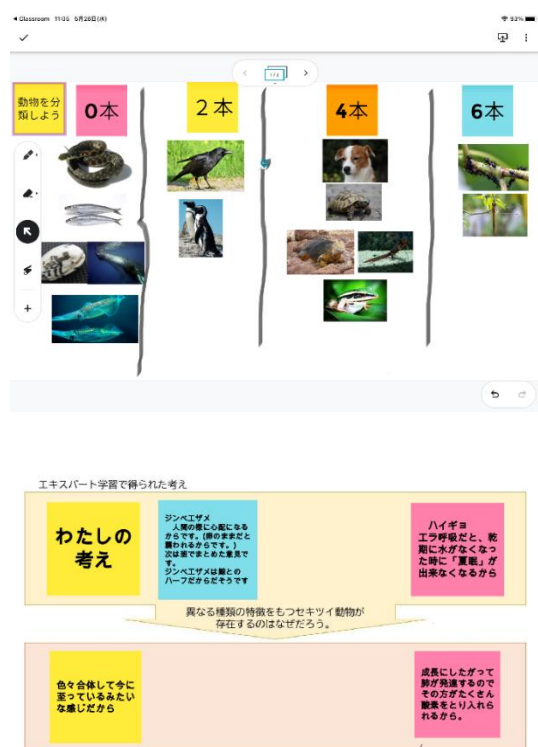 Classroom 11:05 5月26日(水)
93%
1 / 2
動物を分
類しよう
0本
2本
4本
6本
エキスパート学習で得られた考え
わたしの
考え
ジンベエザメ
人間の様に心配になる
からです。(卵のままだと
襲われるからです。)
次は班でまとめた意見で
す。
ジンベエザメは鯨との
ハーフだからだそうです
ハイギョ
エラ呼吸だと、乾
期に水がなくなっ
た時に「夏眠」が
出来なくなるから
異なる種類の特徴をもつセキツイ動物が
存在するのはなぜだろう。
色々合体して今に
至っているみたい
な感じだから
成長にしたがって
肺が発達するので
その方がたくさん
酸素をとり入れら
れるから。